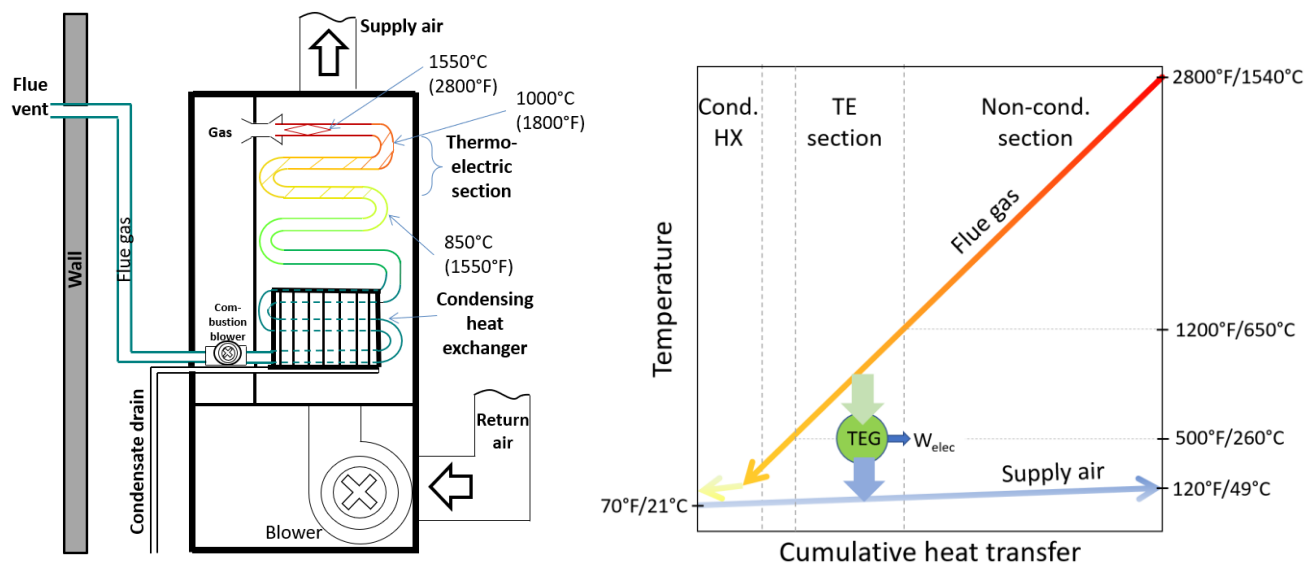 Supply air
1550°C
(2800°F)
Flue
vent
1000°C
(1800°F)
Gas
Thermo-
electric
section
Flue gas
Wall
850°C
(1550°F)
Com-
bustion
blower
Condensing
heat
exchanger
Condensate drain
Return
air
Blower
2800°F/1540°C
Cond.
HX
TE
section
Non-cond.
section
Flue gas
Temperature
1200°F/650°C
TEG
Welec
500°F/260°C
Supply air
120°F/49°C
70°F/21°C
Cumulative heat transfer